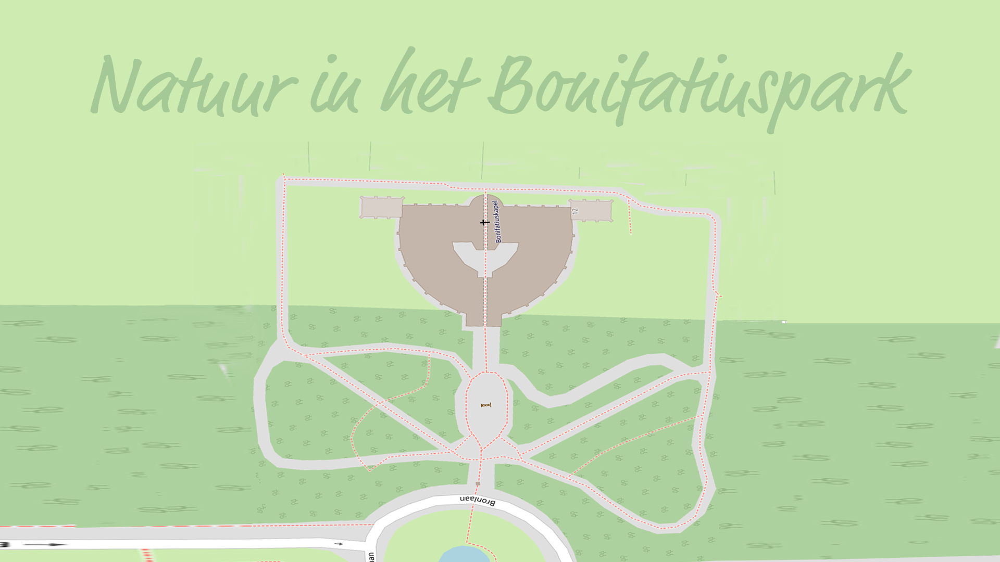 Natuur in het Bonifatiuspark
Bonifatiuskapel
12
Bronlaan